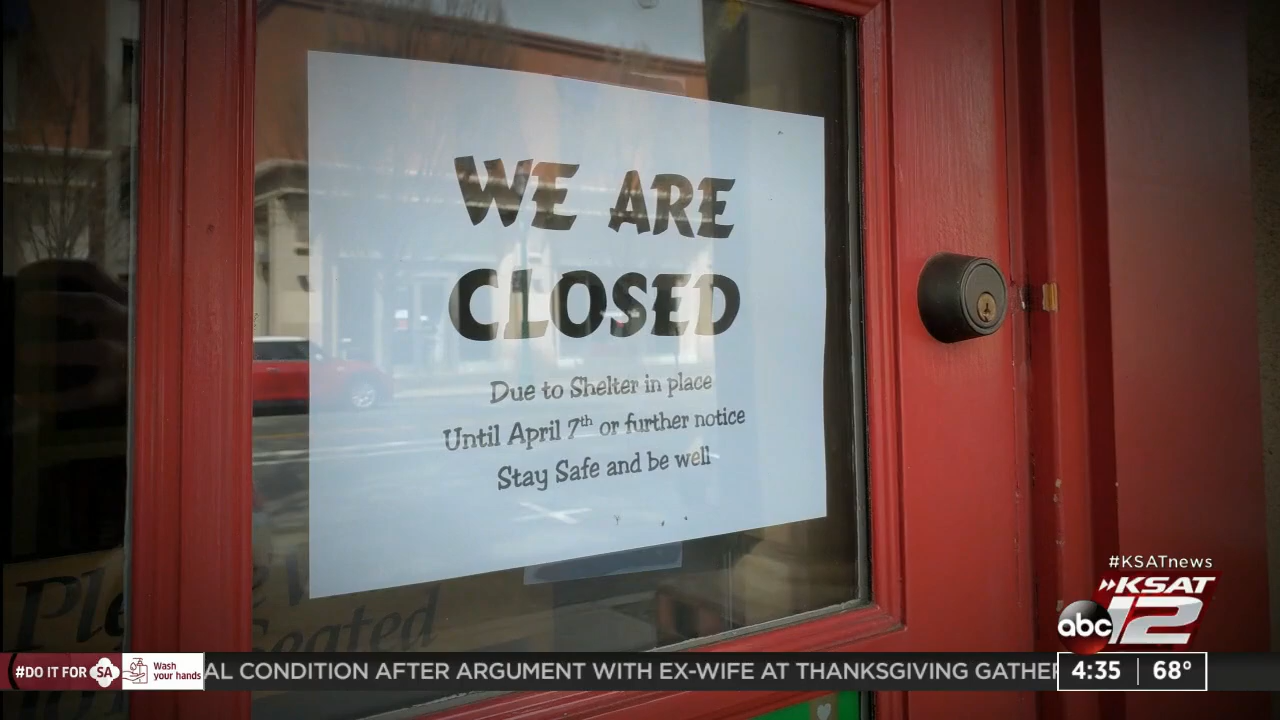 WE ARE
CLOSED
Due to Shelter in place
Until April 7th or further notice
Stay Safe and be well
Seated
#KSATnews
KSAT
abc 12
#DO IT FOR SA
Wash
your hands
AL CONDITION AFTER ARGUMENT WITH EX-WIFE AT THANKSGIVING GATHER
4:35 68°